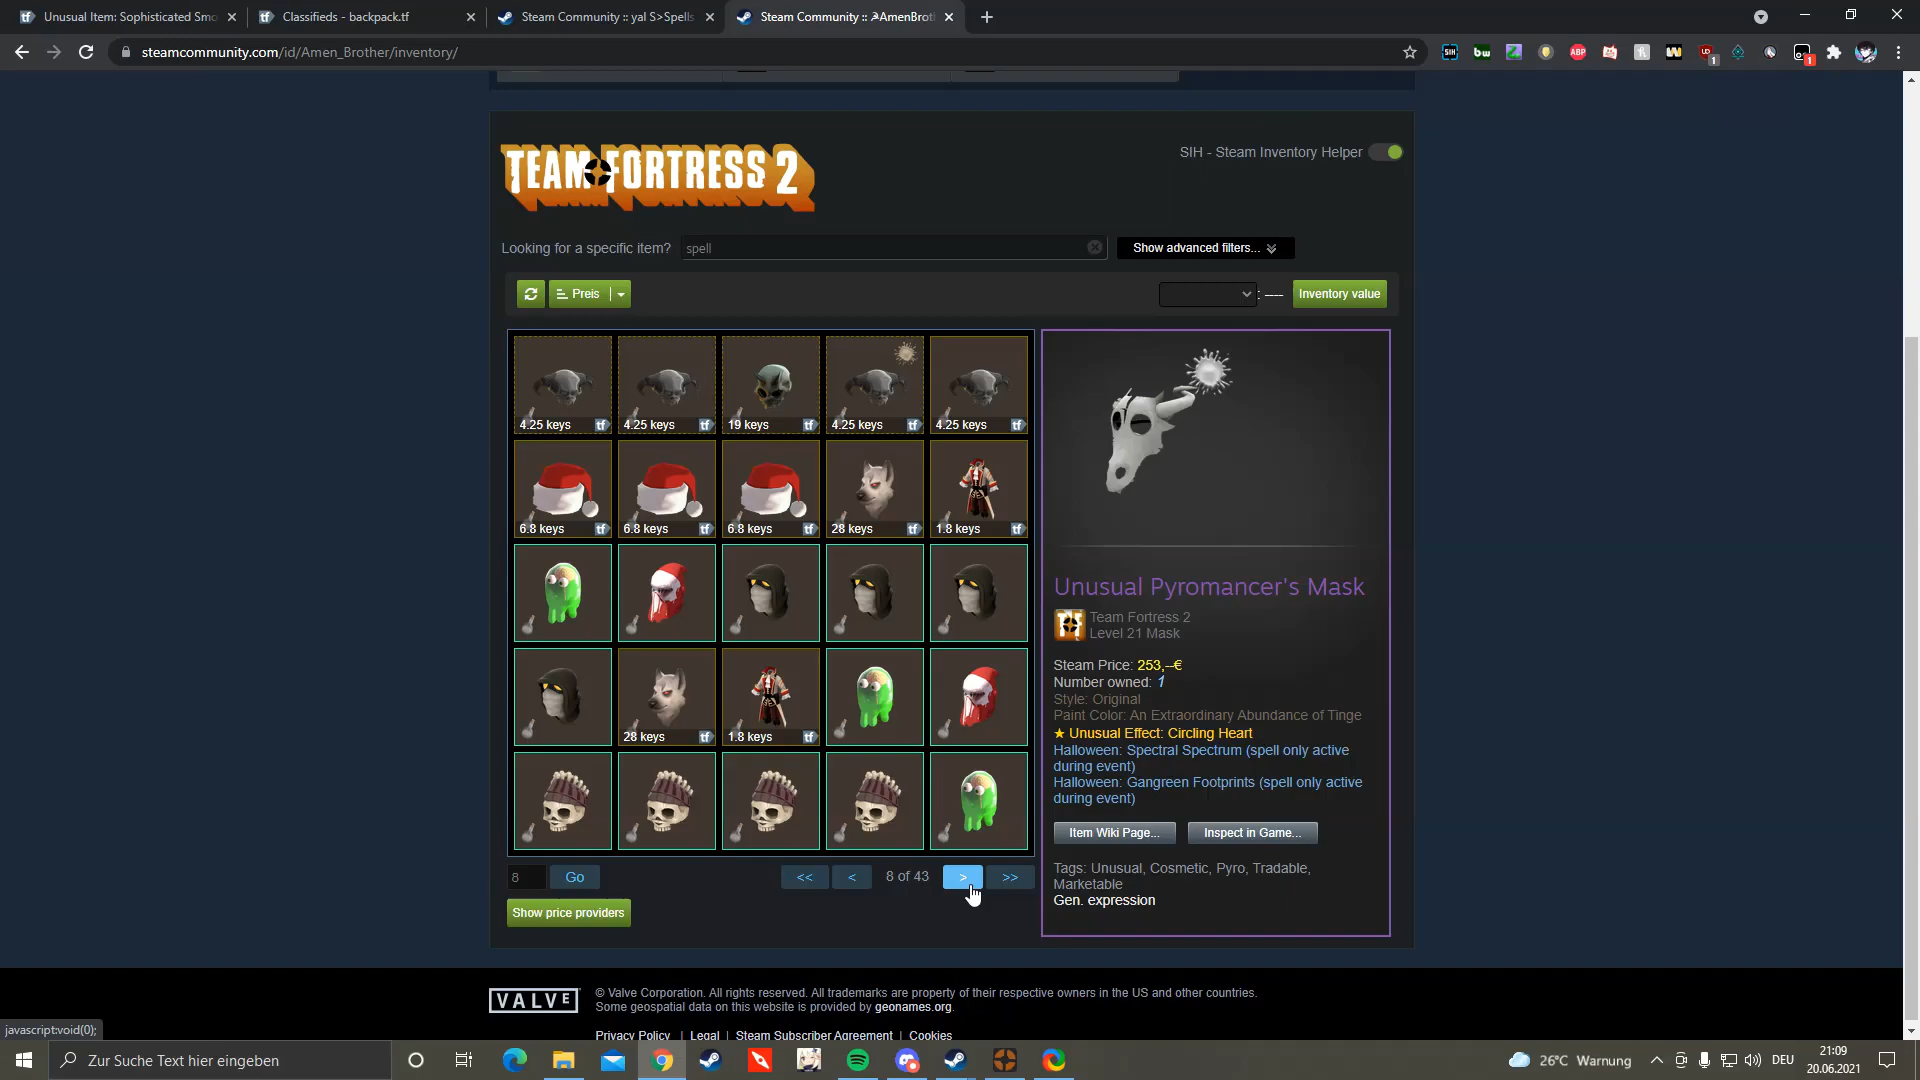 Unusual Item: Sophisticated Smo
Classifieds - backpack.tf
Steam Community :: yal S>Spells
Steam Community :: ☭AmenBrot
steamcommunity.com/id/Amen_Brother/inventory/
TEAM FORTRESS 2
SIH - Steam Inventory Helper
Looking for a specific item?
spell
Show advanced filters...
Preis
: ----
Inventory value
4.25 keys
4.25 keys
19 keys
4.25 keys
4.25 keys
6.8 keys
6.8 keys
6.8 keys
28 keys
1.8 keys
28 keys
1.8 keys
8
Go
<<
<
8 of 43
>
>>
Show price providers
Unusual Pyromancer's Mask
Team Fortress 2
Level 21 Mask
Steam Price: 253,--€
Number owned: 1
Style: Original
Paint Color: An Extraordinary Abundance of Tinge
★ Unusual Effect: Circling Heart
Halloween: Spectral Spectrum (spell only active
during event)
Halloween: Gangreen Footprints (spell only active
during event)
Item Wiki Page...
Inspect in Game...
Tags: Unusual, Cosmetic, Pyro, Tradable,
Marketable
Gen. expression
VALVE
© Valve Corporation. All rights reserved. All trademarks are property of their respective owners in the US and other countries.
Some geospatial data on this website is provided by geonames.org.
Privacy Policy | Legal | Steam Subscriber Agreement | Cookies
javascript:void(0);
Zur Suche Text hier eingeben
26°C Warnung
DEU
21:09
20.06.2021